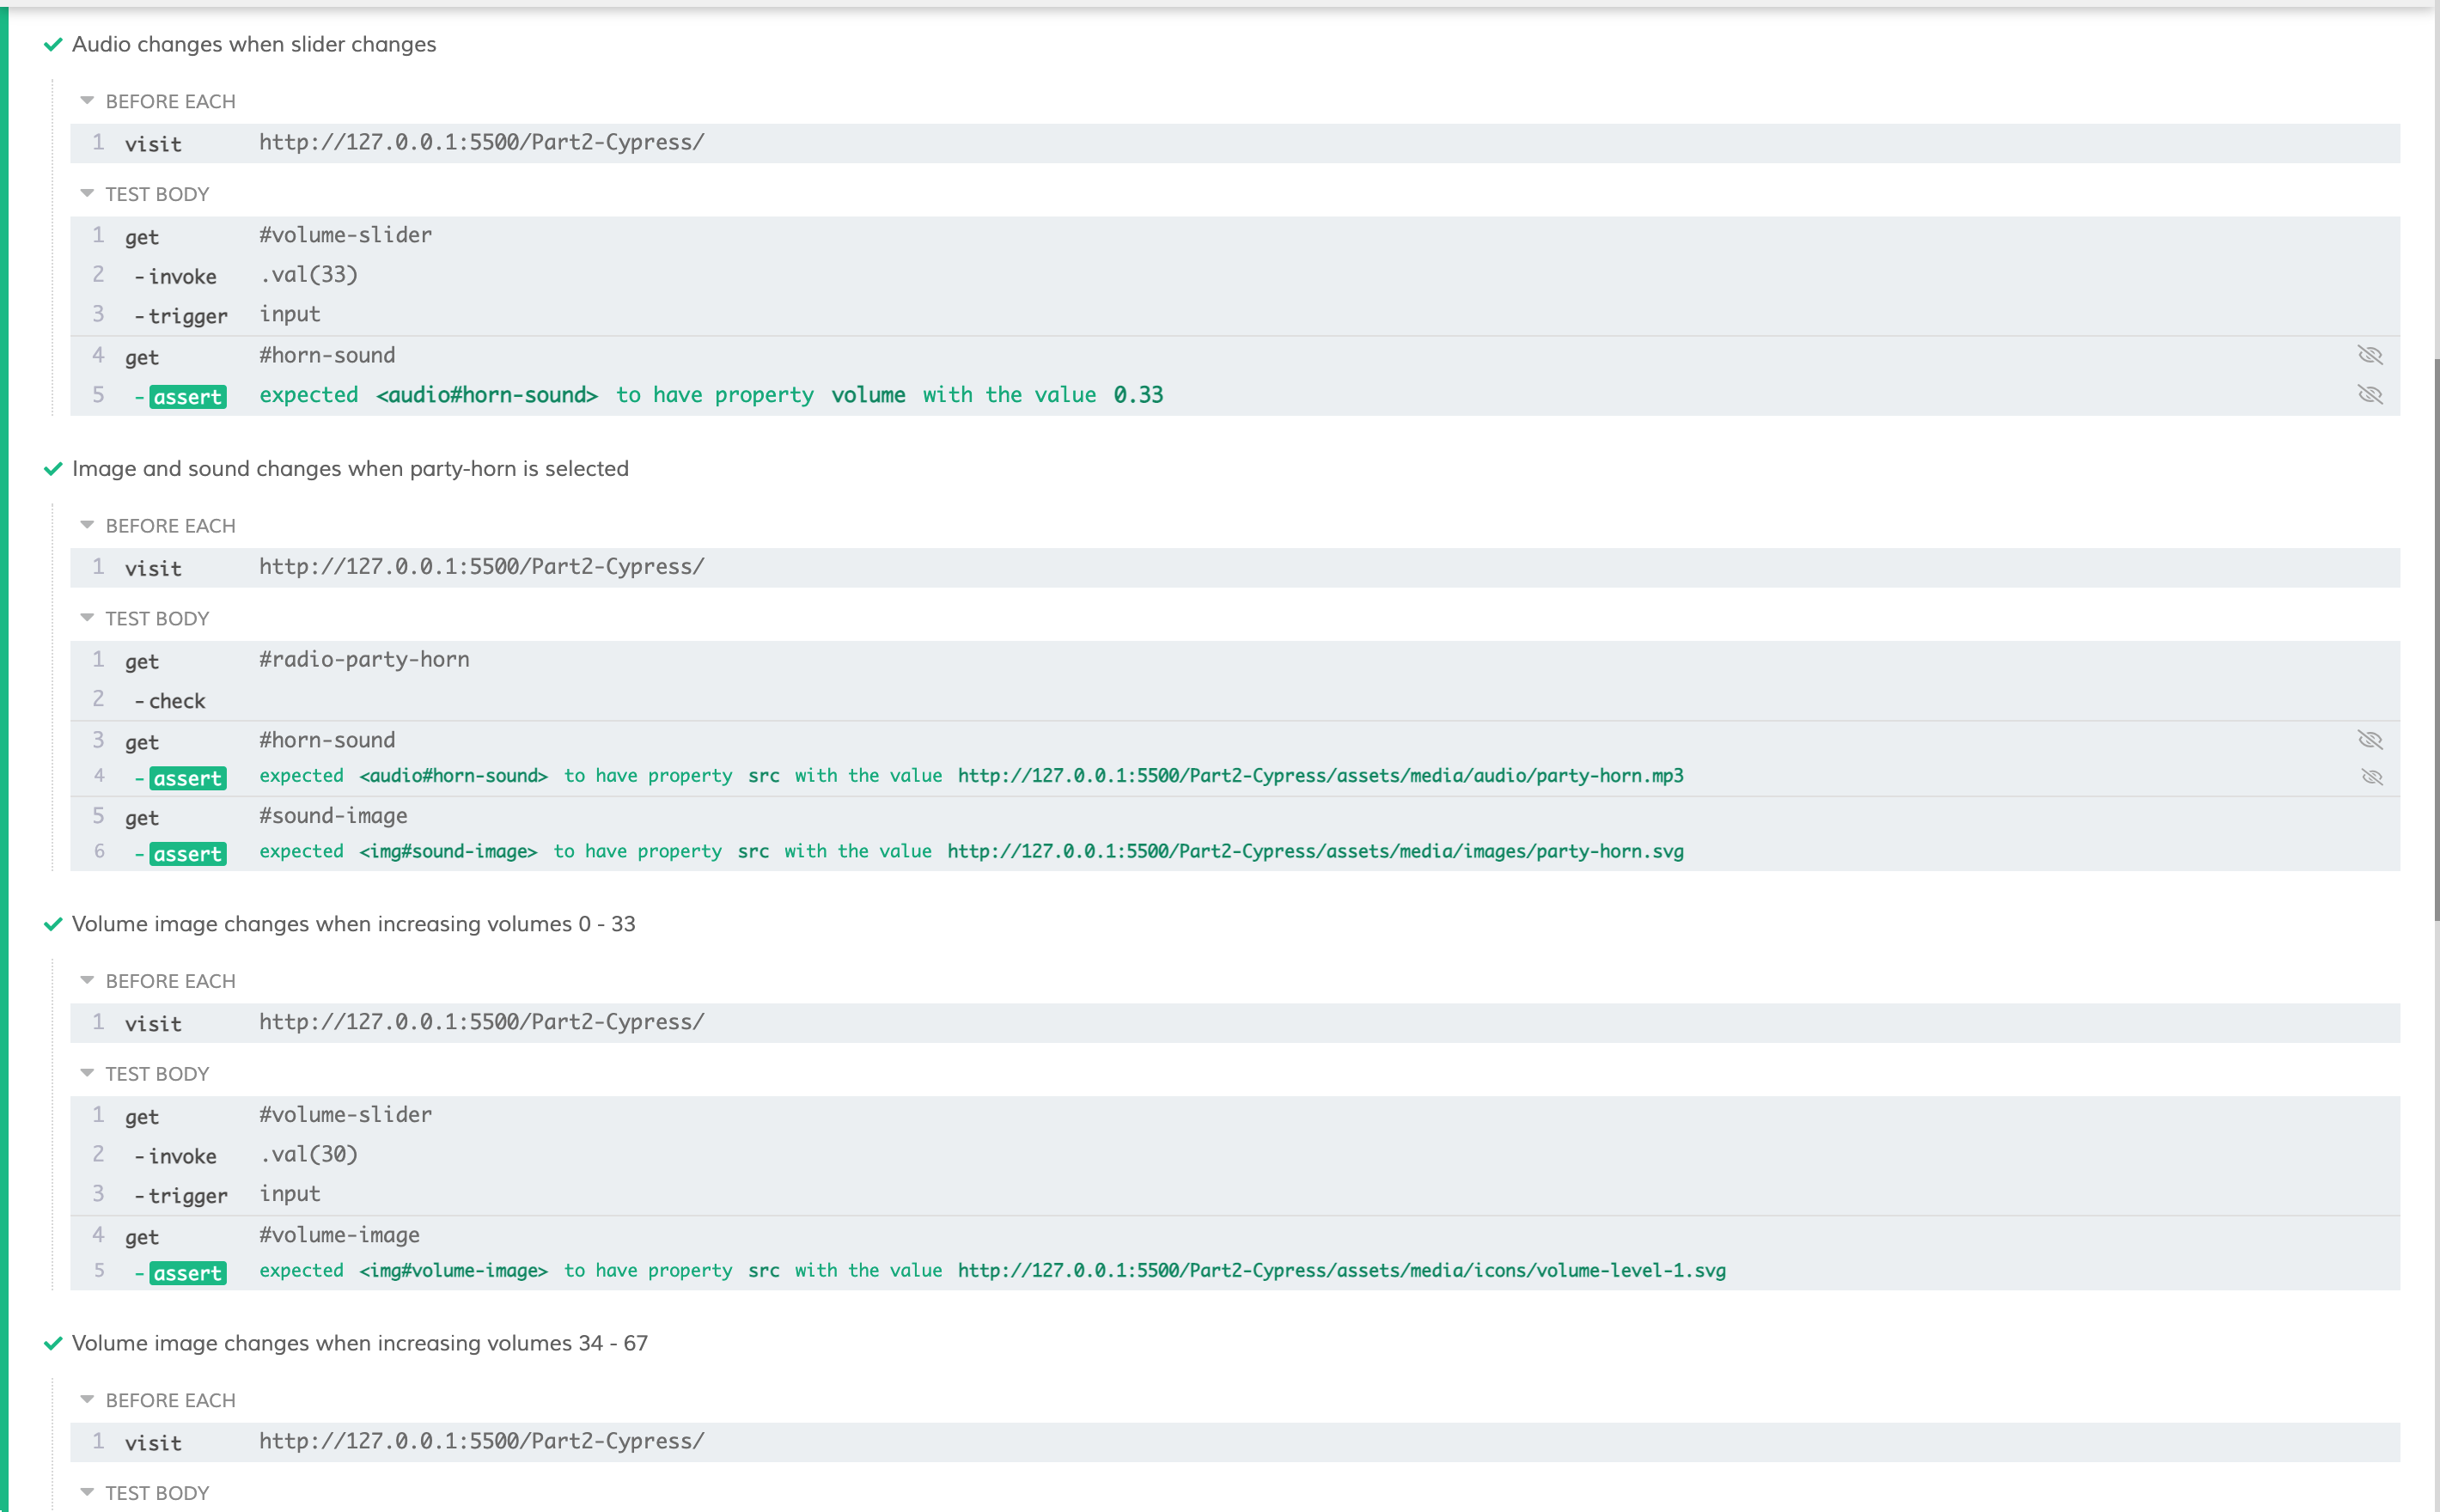 Audio changes when slider changes
BEFORE EACH
1 visit http://127.0.0.1:5500/Part2-Cypress/
TEST BODY
1 get #volume-slider
2 -invoke .val(33)
3 -trigger input
4 get #horn-sound
5 -assert expected <audio#horn-sound> to have property volume with the value 0.33
Image and sound changes when party-horn is selected
BEFORE EACH
1 visit http://127.0.0.1:5500/Part2-Cypress/
TEST BODY
1 get #radio-party-horn
2 -check
3 get #horn-sound
4 -assert expected <audio#horn-sound> to have property src with the value http://127.0.0.1:5500/Part2-Cypress/assets/media/audio/party-horn.mp3
5 get #sound-image
6 -assert expected <img#sound-image> to have property src with the value http://127.0.0.1:5500/Part2-Cypress/assets/media/images/party-horn.svg
Volume image changes when increasing volumes 0 - 33
BEFORE EACH
1 visit http://127.0.0.1:5500/Part2-Cypress/
TEST BODY
1 get #volume-slider
2 -invoke .val(30)
3 -trigger input
4 get #volume-image
5 -assert expected <img#volume-image> to have property src with the value http://127.0.0.1:5500/Part2-Cypress/assets/media/icons/volume-level-1.svg
Volume image changes when increasing volumes 34 - 67
BEFORE EACH
1 visit http://127.0.0.1:5500/Part2-Cypress/
TEST BODY